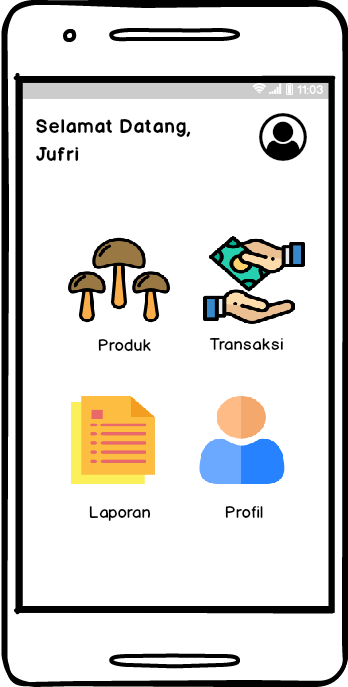 11:03
Selamat Datang,
Jufri
Produk
Transaksi
Laporan
Profil